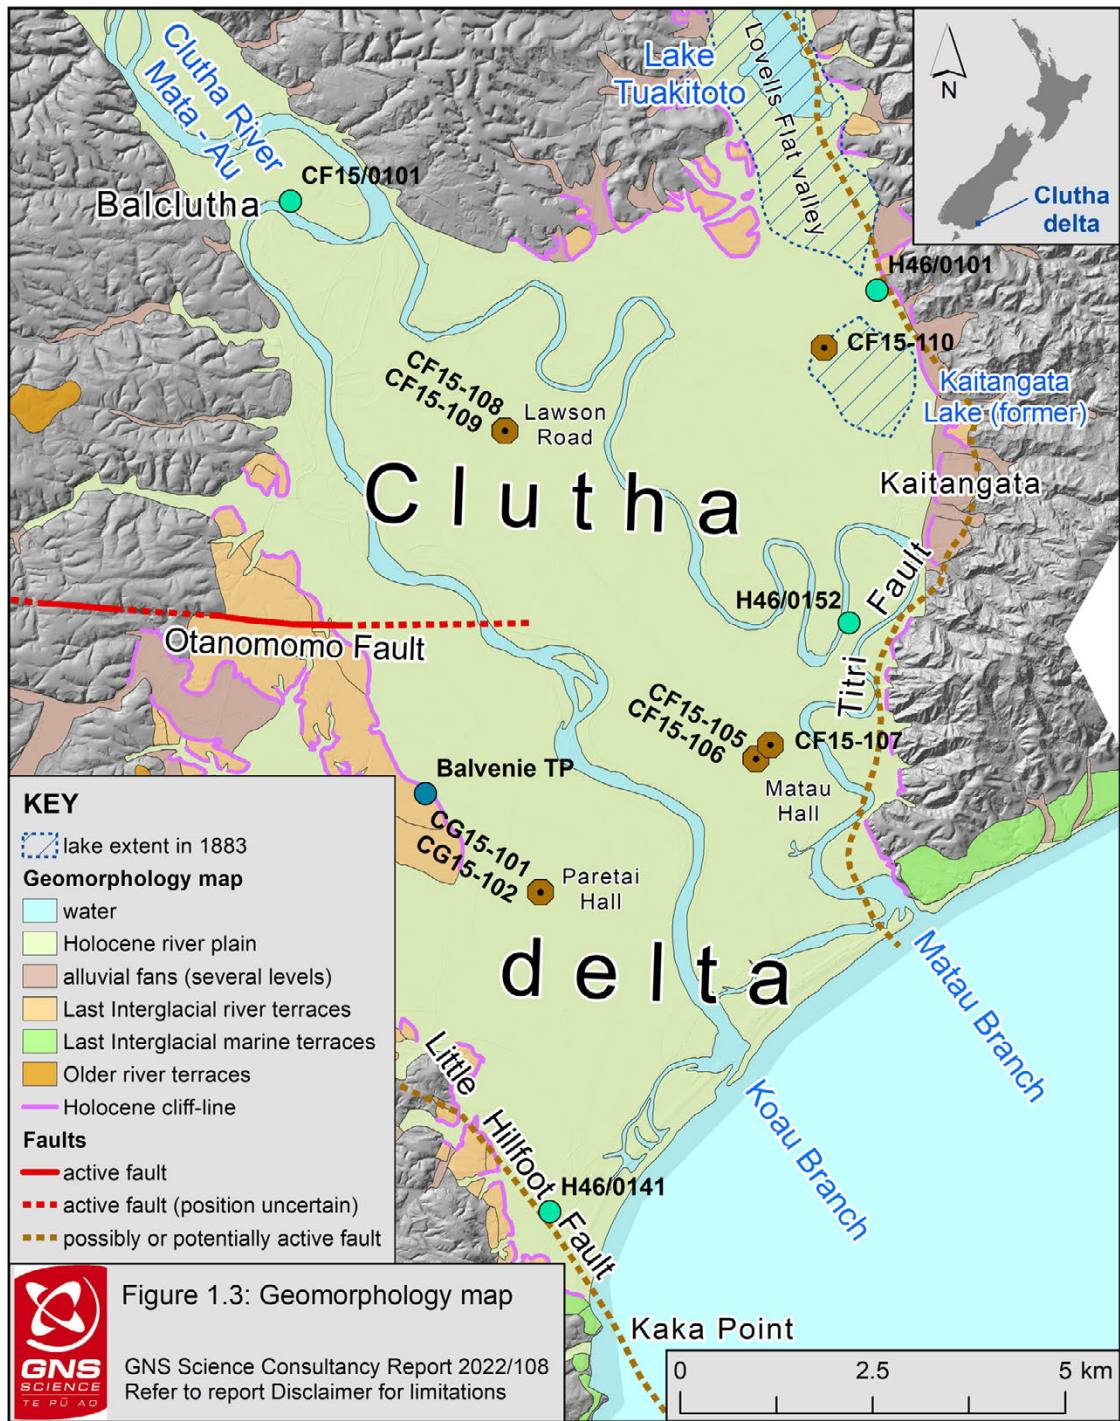 Clutha River
Mata - Au
Lake
Tuakitoto
Lovells Flat valley
N
Clutha
delta
CF15/0101
Balclutha
H46/0101
CF15-110
Kaitangata
Lake (former)
CF15-108
CF15-109
Lawson
Road
Clutha
Kaitangata
H46/0152
Titri Fault
Otanomomo Fault
CF15-105
CF15-106
CF15-107
Matau
Hall
Balvenie TP
CG15-101
CG15-102
Paretai
Hall
delta
Matau Branch
Koau Branch
Little Hillfoot Fault
H46/0141
Kaka Point
KEY
lake extent in 1883
Geomorphology map
water
Holocene river plain
alluvial fans (several levels)
Last Interglacial river terraces
Last Interglacial marine terraces
Older river terraces
Holocene cliff-line
Faults
active fault
active fault (position uncertain)
possibly or potentially active fault
GNS
SCIENCE
TE PŪ AO
Figure 1.3: Geomorphology map
GNS Science Consultancy Report 2022/108
Refer to report Disclaimer for limitations
0 2.5 5 km